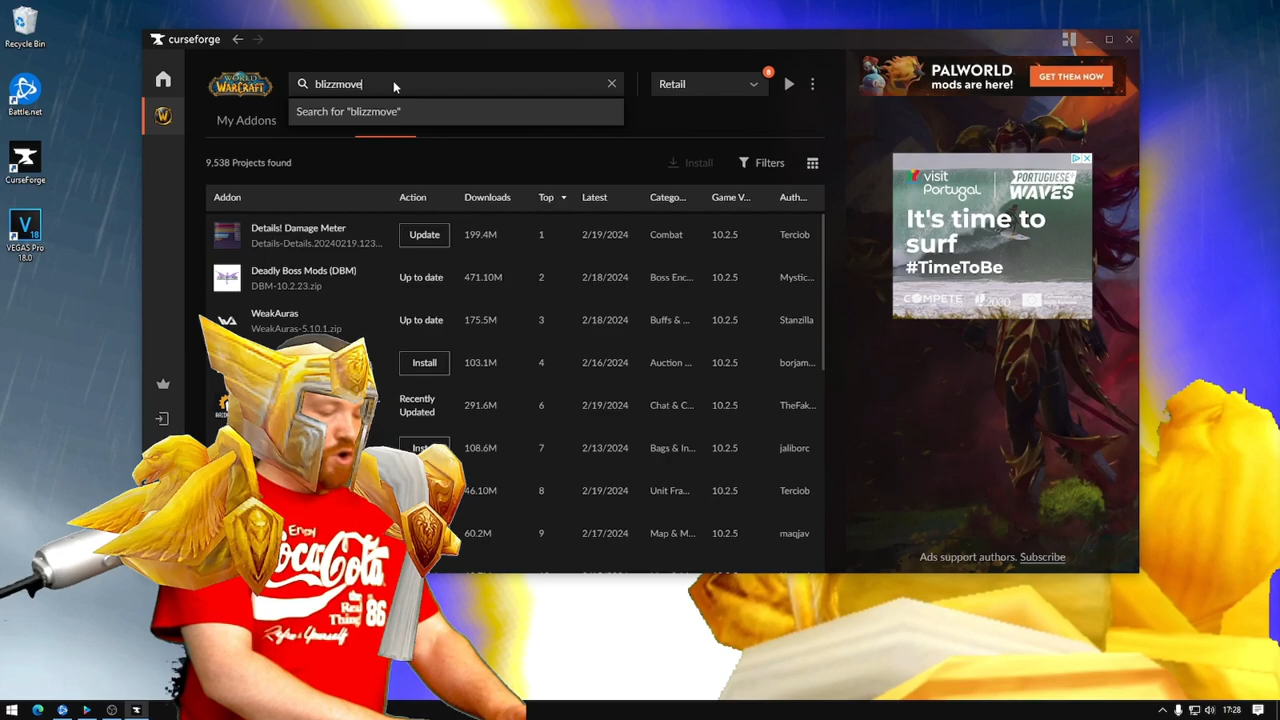 Recycle Bin
Battle.net
CurseForge
VEGAS Pro
18.0
curseforge
WORLD
WARCRAFT
blizzmove
Search for "blizzmove"
Retail
8
My Addons
9,538 Projects found
Install
Filters
Addon
Action
Downloads
Top
Latest
Catego...
Game V...
Auth...
Details! Damage Meter
Details-Details.20240219.123...
Update
199.4M
1
2/19/2024
Combat
10.2.5
Terciob
Deadly Boss Mods (DBM)
DBM-10.2.23.zip
Up to date
471.10M
2
2/18/2024
Boss Enc...
10.2.5
Mystic...
WeakAuras
WeakAuras-5.10.1.zip
Up to date
175.5M
3
2/18/2024
Buffs & ...
10.2.5
Stanzilla
Install
103.1M
4
2/16/2024
Auction ...
10.2.5
borjam...
Recently
Updated
291.6M
6
2/19/2024
Chat & C...
10.2.5
TheFak...
108.6M
7
2/13/2024
Bags & In...
10.2.5
jaliborc
46.10M
8
2/19/2024
Unit Fra...
10.2.5
Terciob
60.2M
9
2/17/2024
Map & M...
10.2.5
maqjav
PALWORLD
mods are here!
GET THEM NOW
visit
Portugal
PORTUGUESE
WAVES
It's time to
surf
#TimeToBe
COMPETE
2030
Ads support authors. Subscribe
Enjoy
Coca-Cola
the
Real
Thing
86
Refresh Yourself
17:28